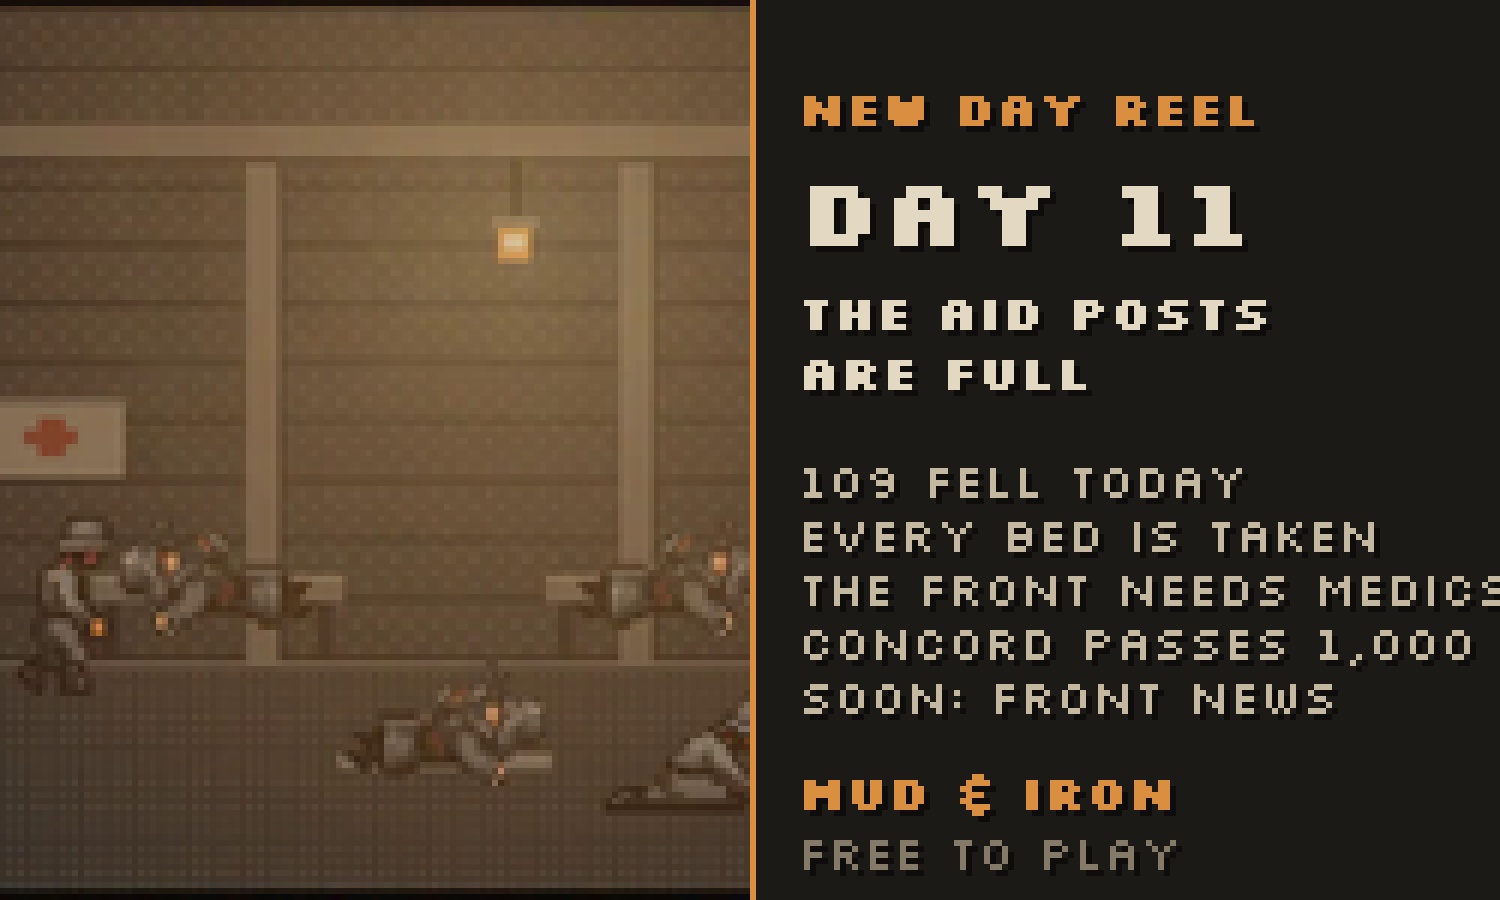 NEW DAY REEL
DAY 11
THE AID POSTS
ARE FULL
109 FELL TODAY
EVERY BED IS TAKEN
THE FRONT NEEDS MEDICS
CONCORD PASSES 1,000
SOON: FRONT NEWS
MUD & IRON
FREE TO PLAY